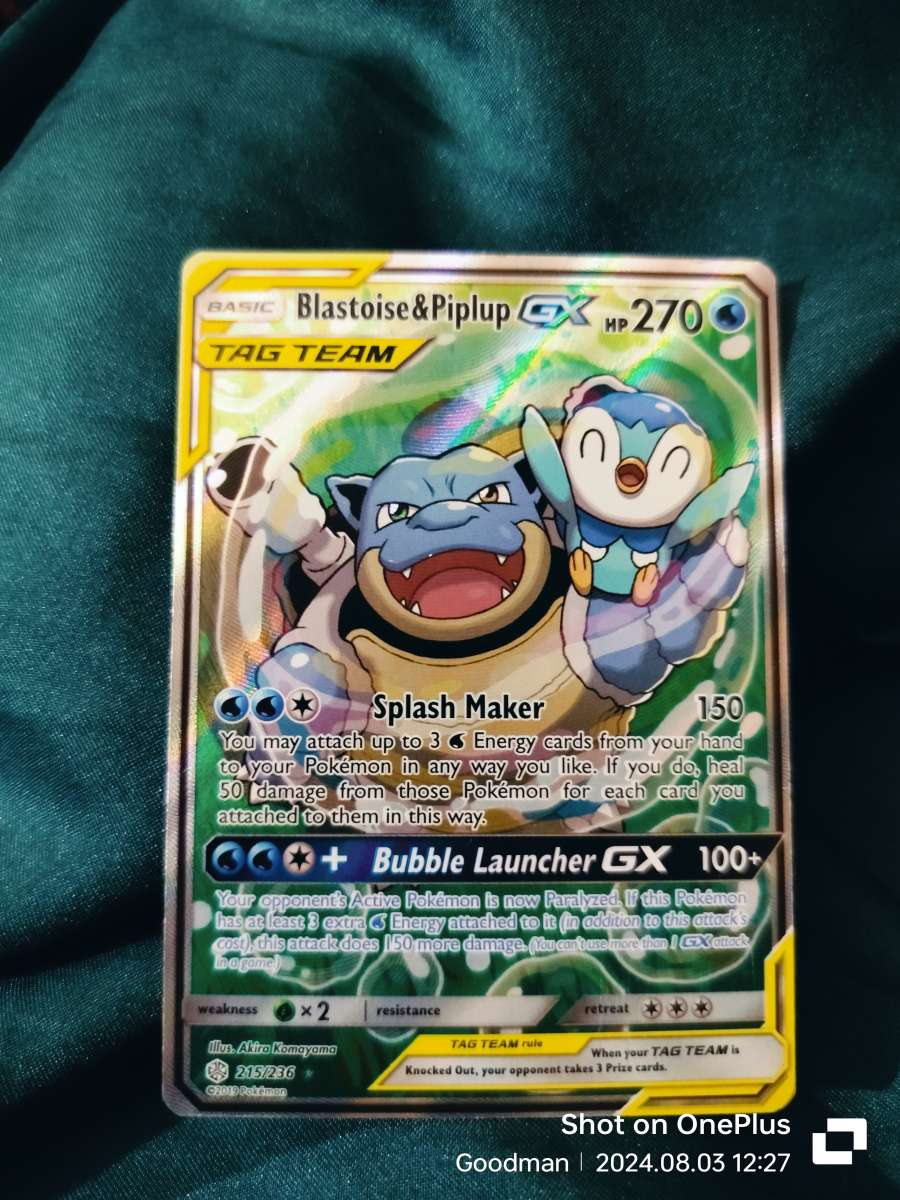 BASIC Blastoise&Piplup GX HP 270
TAG TEAM
Splash Maker 150
You may attach up to 3 Energy cards from your hand
to your Pokémon in any way you like. If you do, heal
50 damage from those Pokémon for each card you
attached to them in this way.
+ Bubble Launcher GX 100+
Your opponent's Active Pokémon is now Paralyzed. If this Pokémon
has at least 3 extra Energy attached to it (in addition to this attack's
cost), this attack does 150 more damage. (You can't use more than 1 GX attack
in a game.)
weakness ×2 resistance retreat
Illus. Akira Komayama
215/236
©2019 Pokémon
TAG TEAM rule When your TAG TEAM is
Knocked Out, your opponent takes 3 Prize cards.
Shot on OnePlus
Goodman | 2024.08.03 12:27